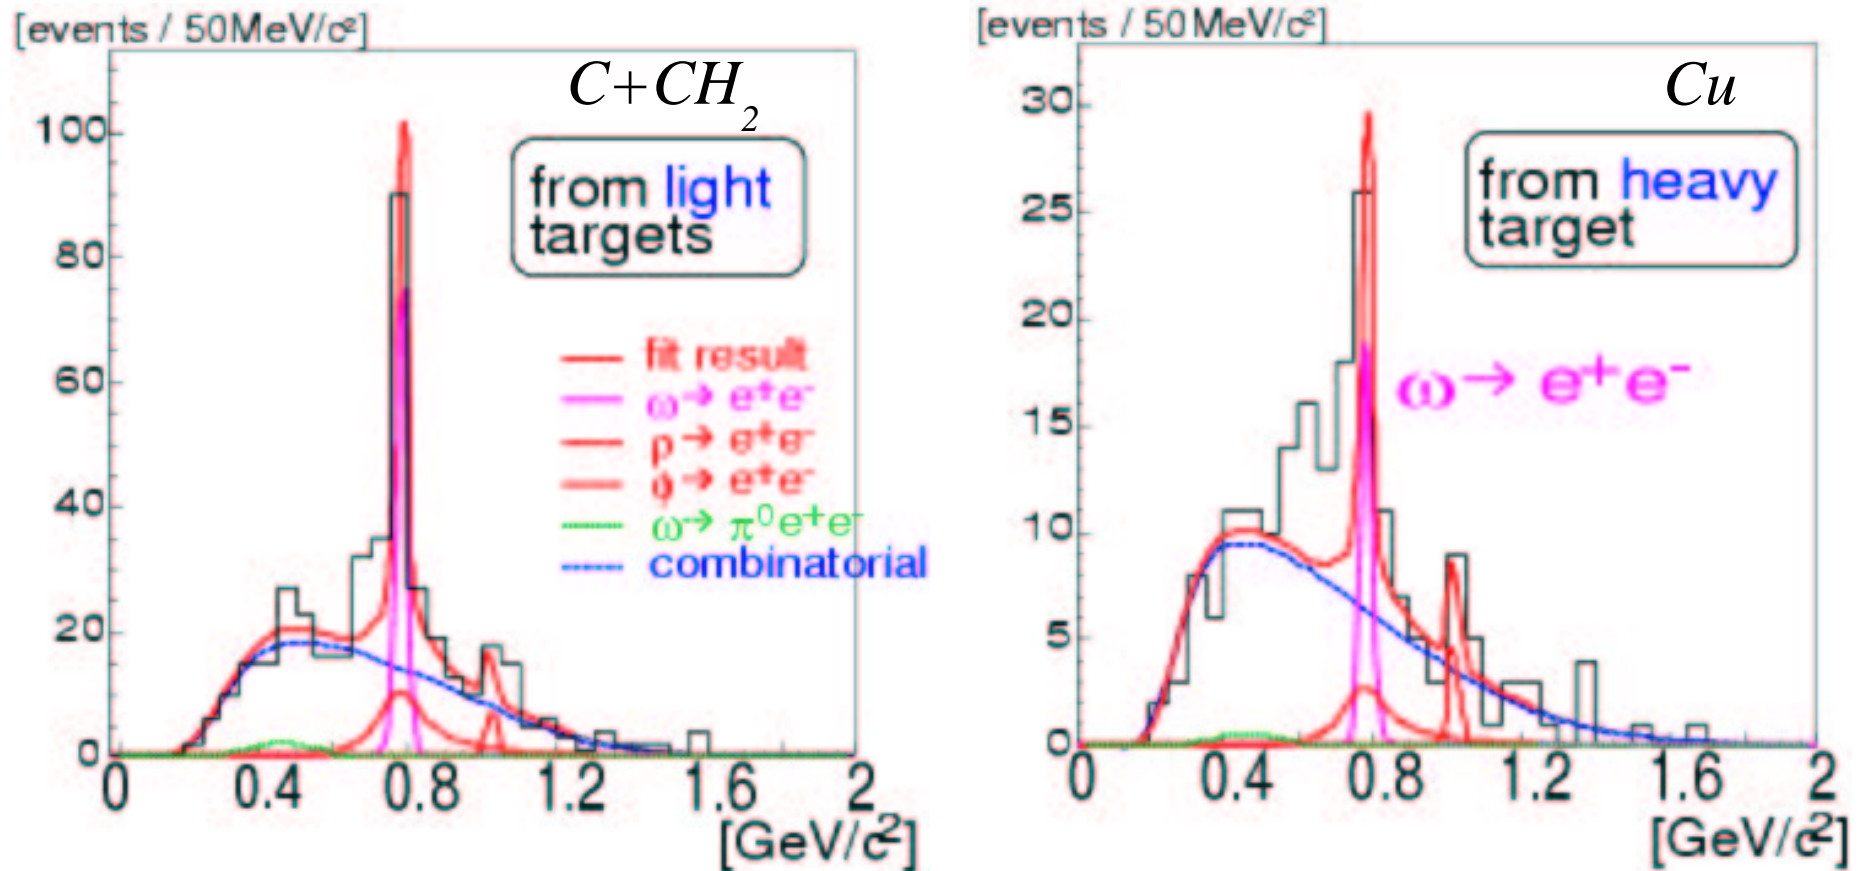 [events / 50MeV/c²]
C+CH₂
100
80
60
40
20
0
from light
targets
fit result
ω→ e⁺e⁻
ρ→ e⁺e⁻
ϕ→ e⁺e⁻
ω→ π⁰e⁺e⁻
combinatorial
0 0.4 0.8 1.2 1.6 2
[GeV/c²]
[events / 50MeV/c²]
Cu
30
25
20
15
10
5
0
from heavy
target
ω→ e⁺e⁻
0 0.4 0.8 1.2 1.6 2
[GeV/c²]